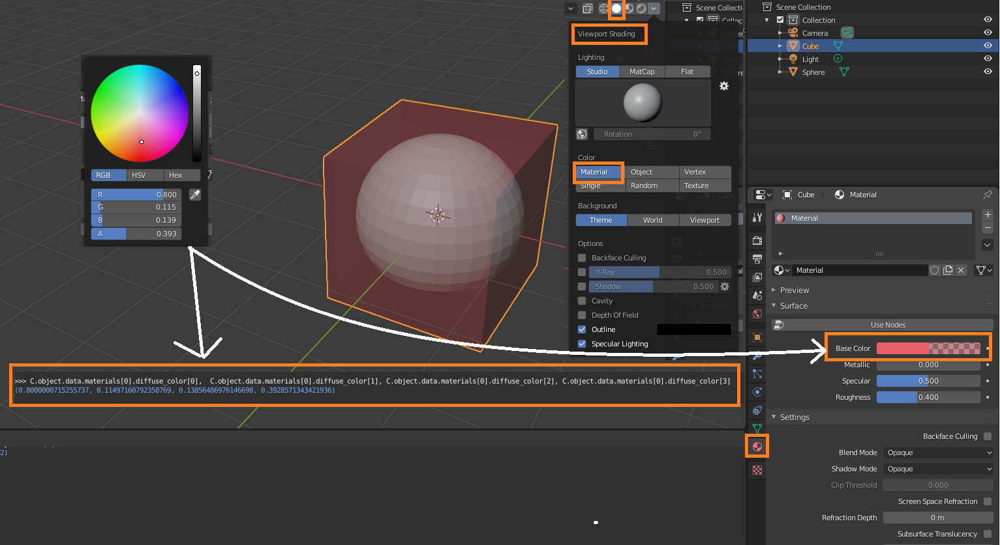 Scene Collecti
Collec
Viewport Shading
Lighting
Studio MatCap Flat
Rotation 0°
Color
Material Object Vertex
Single Random Texture
Background
Theme World Viewport
Options
Backface Culling
X-Ray 0.500
Shadow 0.500
Cavity
Depth Of Field
Outline
Specular Lighting
RGB HSV Hex
R 0.800
G 0.115
B 0.139
A 0.393
>>> C.object.data.materials[0].diffuse_color[0], C.object.data.materials[0].diffuse_color[1], C.object.data.materials[0].diffuse_color[2], C.object.data.materials[0].diffuse_color[3]
(0.8000000715255737, 0.11497160792350769, 0.13856486976146698, 0.3928571343421936)
2)
Scene Collection
Collection
Camera
Cube
Light
Sphere
Cube Material
Material
Material
Preview
Surface
Use Nodes
Base Color
Metallic 0.000
Specular 0.500
Roughness 0.400
Settings
Backface Culling
Blend Mode Opaque
Shadow Mode Opaque
Clip Threshold 0.000
Screen Space Refraction
Refraction Depth 0 m
Subsurface Translucency